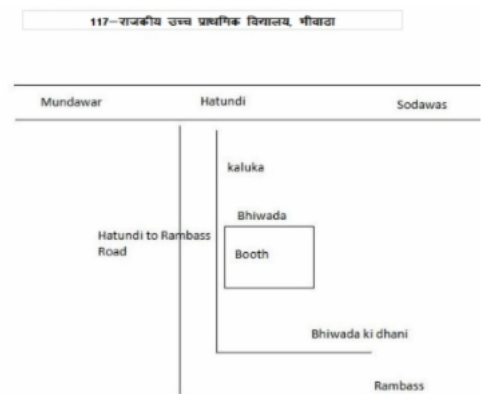 117–राजकीय उच्च प्राथमिक विद्यालय, भीवाडा
Mundawar Hatundi Sodawas
kaluka
Bhiwada
Hatundi to Rambass
Road
Booth
Bhiwada ki dhani
Rambass